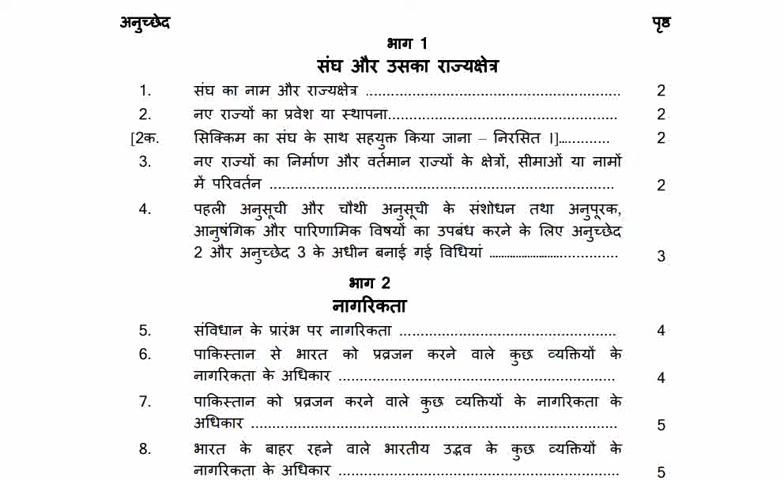 अनुच्छेद पृष्ठ
भाग 1
संघ और उसका राज्यक्षेत्र
1. संघ का नाम और राज्यक्षेत्र ................................................ 2
2. नए राज्यों का प्रवेश या स्थापना........................................... 2
[2क. सिक्किम का संघ के साथ सहयुक्त किया जाना – निरसित ।]............ 2
3. नए राज्यों का निर्माण और वर्तमान राज्यों के क्षेत्रों, सीमाओं या नामों
में परिवर्तन ................................................................. 2
4. पहली अनुसूची और चौथी अनुसूची के संशोधन तथा अनुपूरक,
आनुषंगिक और पारिणामिक विषयों का उपबंध करने के लिए अनुच्छेद
2 और अनुच्छेद 3 के अधीन बनाई गई विधियां ................................ 3
भाग 2
नागरिकता
5. संविधान के प्रारंभ पर नागरिकता ......................................... 4
6. पाकिस्तान से भारत को प्रव्रजन करने वाले कुछ व्यक्तियों के
नागरिकता के अधिकार .................................................... 4
7. पाकिस्तान को प्रव्रजन करने वाले कुछ व्यक्तियों के नागरिकता के
अधिकार ..................................................................... 5
8. भारत के बाहर रहने वाले भारतीय उद्भव के कुछ व्यक्तियों के
नागरिकता के अधिकार .................................................... 5